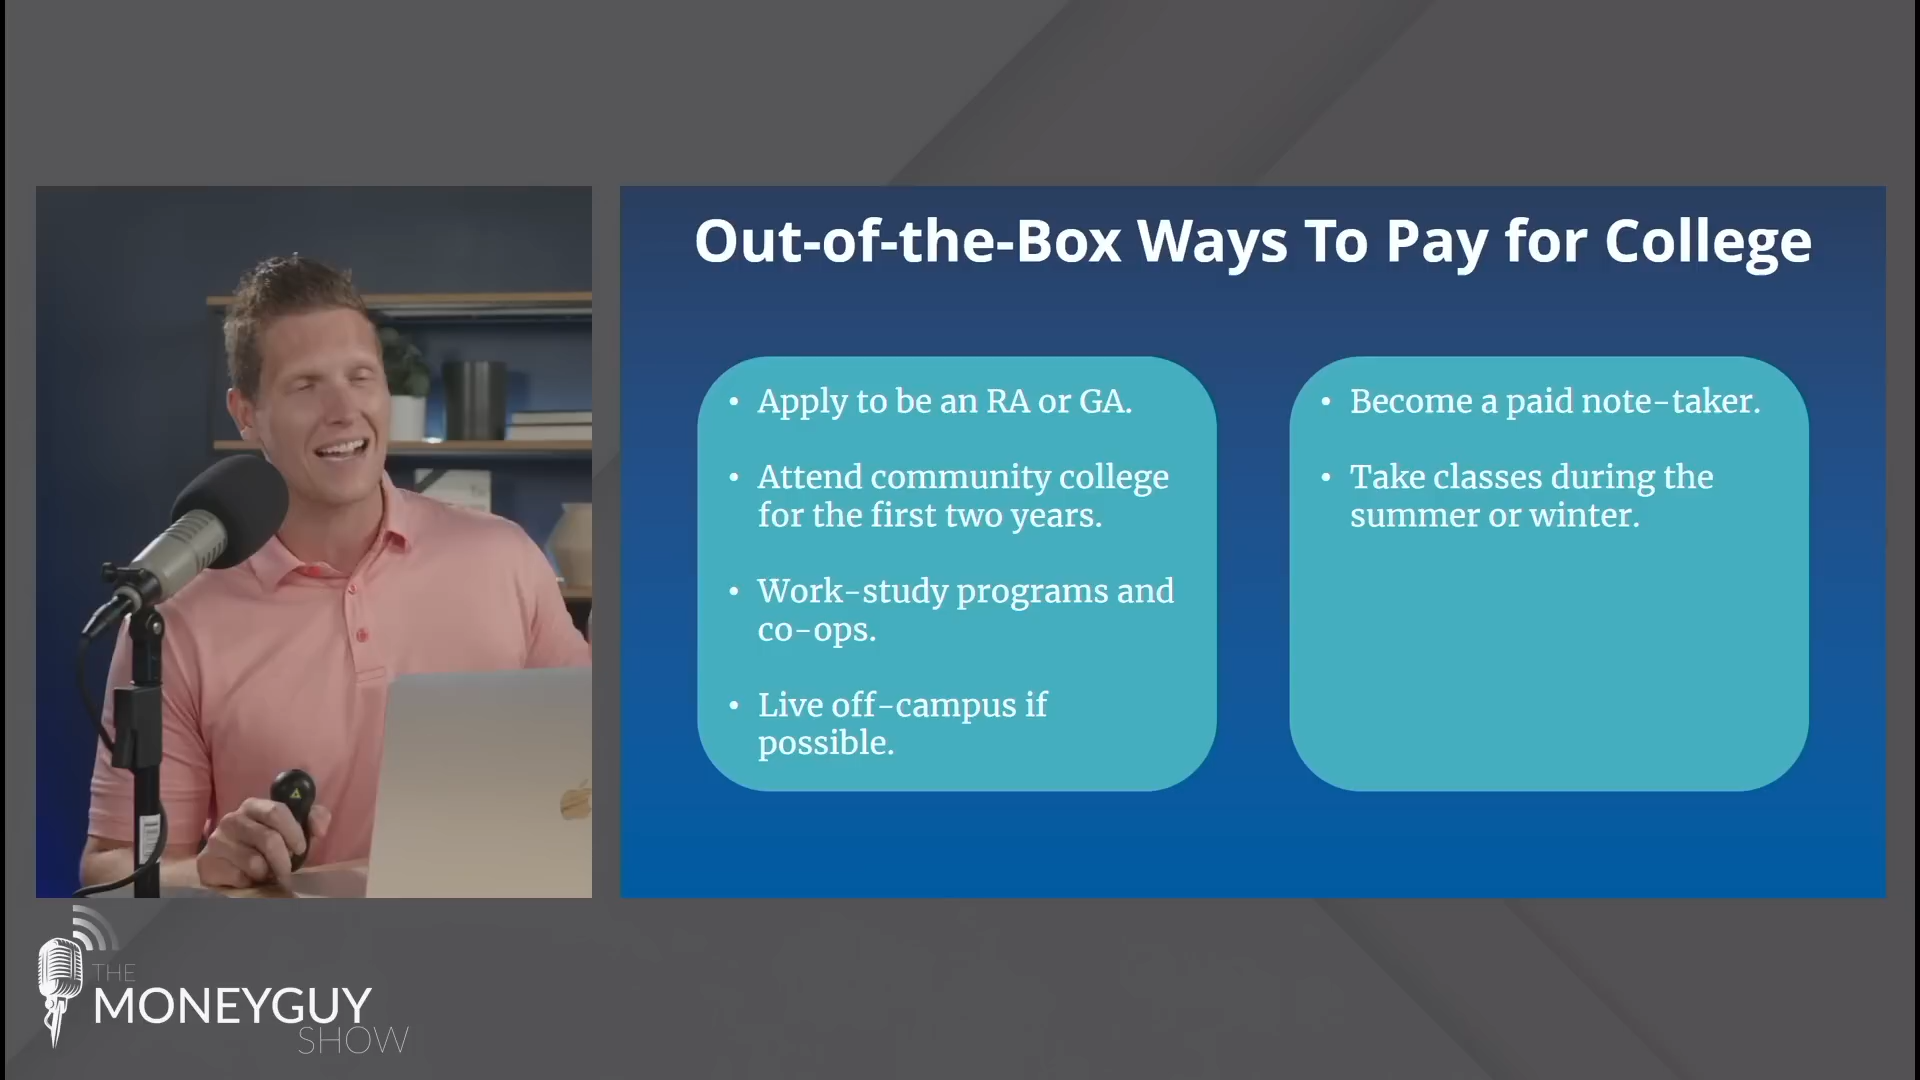 Out-of-the-Box Ways To Pay for College
• Apply to be an RA or GA.
• Attend community college
for the first two years.
• Work-study programs and
co-ops.
• Live off-campus if
possible.
• Become a paid note-taker.
• Take classes during the
summer or winter.
THE
MONEYGUY
SHOW